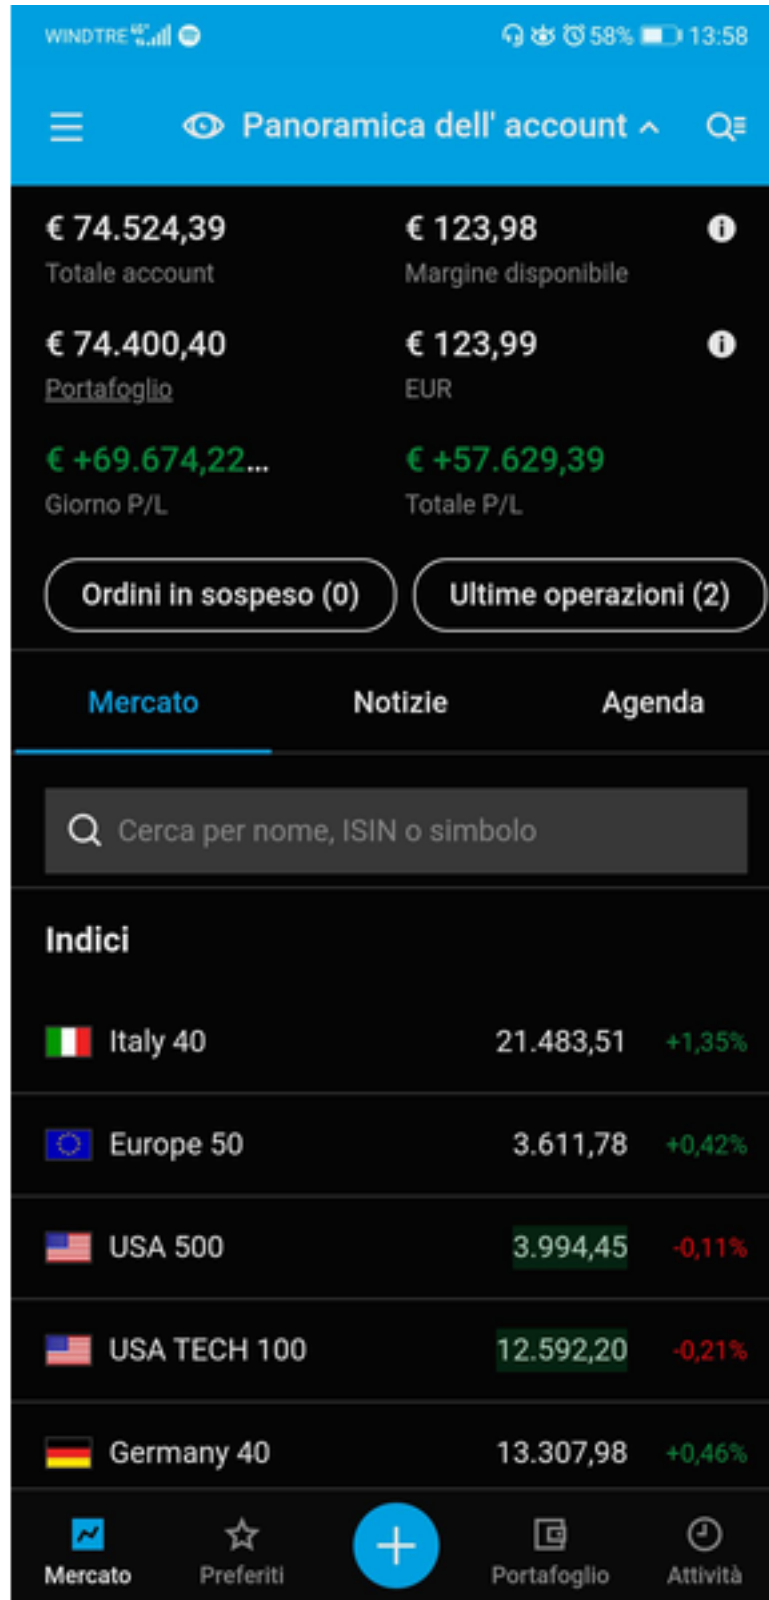 WINDTRE 58% 13:58
Panoramica dell' account
€ 74.524,39 € 123,98
Totale account Margine disponibile
€ 74.400,40 € 123,99
Portafoglio EUR
€ +69.674,22... € +57.629,39
Giorno P/L Totale P/L
Ordini in sospeso (0) Ultime operazioni (2)
Mercato Notizie Agenda
Cerca per nome, ISIN o simbolo
Indici
Italy 40 21.483,51 +1,35%
Europe 50 3.611,78 +0,42%
USA 500 3.994,45 -0,11%
USA TECH 100 12.592,20 -0,21%
Germany 40 13.307,98 +0,46%
Mercato Preferiti Portafoglio Attività